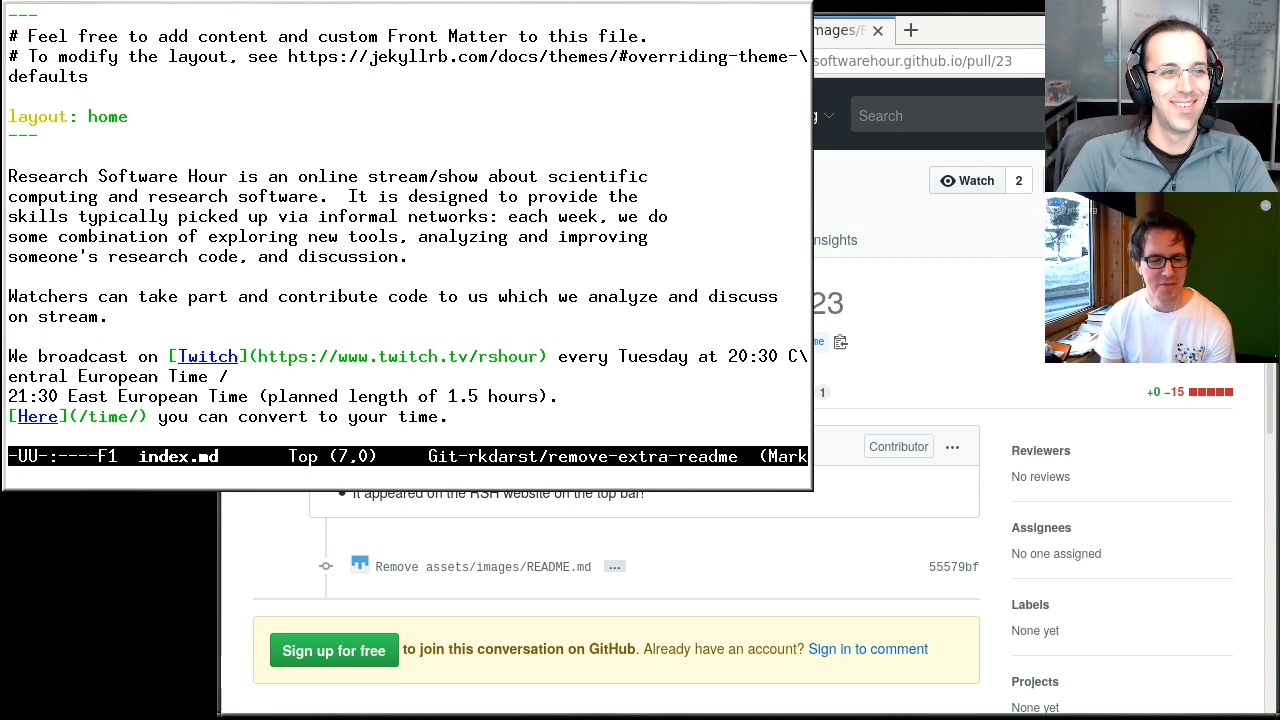 ---
# Feel free to add content and custom Front Matter to this file.
# To modify the layout, see https://jekyllrb.com/docs/themes/#overriding-theme-\
defaults
layout: home
---
Research Software Hour is an online stream/show about scientific
computing and research software.  It is designed to provide the
skills typically picked up via informal networks: each week, we do
some combination of exploring new tools, analyzing and improving
someone's research code, and discussion.
Watchers can take part and contribute code to us which we analyze and discuss
on stream.
We broadcast on [Twitch](https://www.twitch.tv/rshour) every Tuesday at 20:30 C\
entral European Time /
21:30 East European Time (planned length of 1.5 hours).
[Here](/time/) you can convert to your time.
-UU-:----F1  index.md       Top (7,0)     Git-rkdarst/remove-extra-readme  (Mark
mages/F
softwarehour.github.io/pull/23
g
Search
Watch 2
nsights
23
me
1
+0 −15
Contributor
It appeared on the RSH website on the top bar!
Remove assets/images/README.md ... 55579bf
Sign up for free to join this conversation on GitHub. Already have an account? Sign in to comment
Reviewers
No reviews
Assignees
No one assigned
Labels
None yet
Projects
None yet